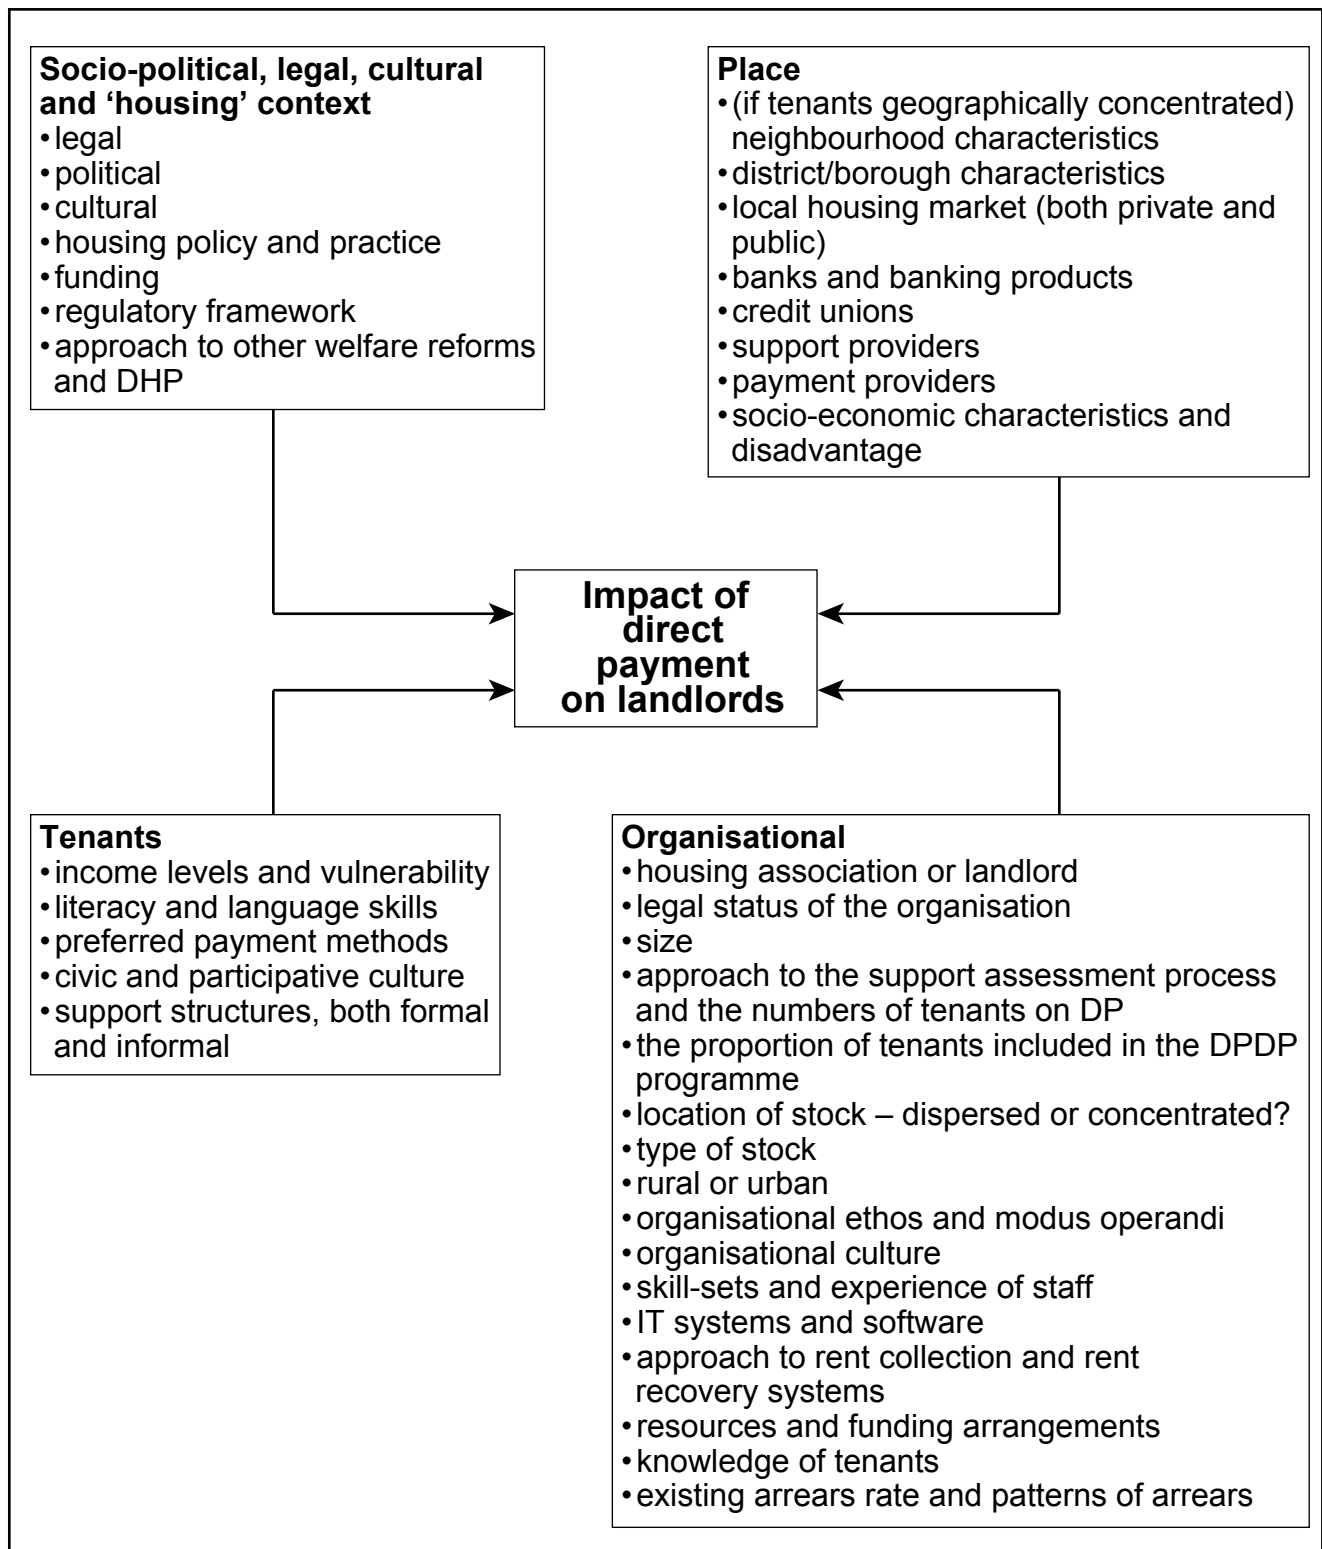 Socio-political, legal, cultural
and ‘housing’ context
• legal
• political
• cultural
• housing policy and practice
• funding
• regulatory framework
• approach to other welfare reforms
and DHP
Place
• (if tenants geographically concentrated)
neighbourhood characteristics
• district/borough characteristics
• local housing market (both private and
public)
• banks and banking products
• credit unions
• support providers
• payment providers
• socio-economic characteristics and
disadvantage
Impact of
direct
payment
on landlords
Tenants
• income levels and vulnerability
• literacy and language skills
• preferred payment methods
• civic and participative culture
• support structures, both formal
and informal
Organisational
• housing association or landlord
• legal status of the organisation
• size
• approach to the support assessment process
and the numbers of tenants on DP
• the proportion of tenants included in the DPDP
programme
• location of stock – dispersed or concentrated?
• type of stock
• rural or urban
• organisational ethos and modus operandi
• organisational culture
• skill-sets and experience of staff
• IT systems and software
• approach to rent collection and rent
recovery systems
• resources and funding arrangements
• knowledge of tenants
• existing arrears rate and patterns of arrears